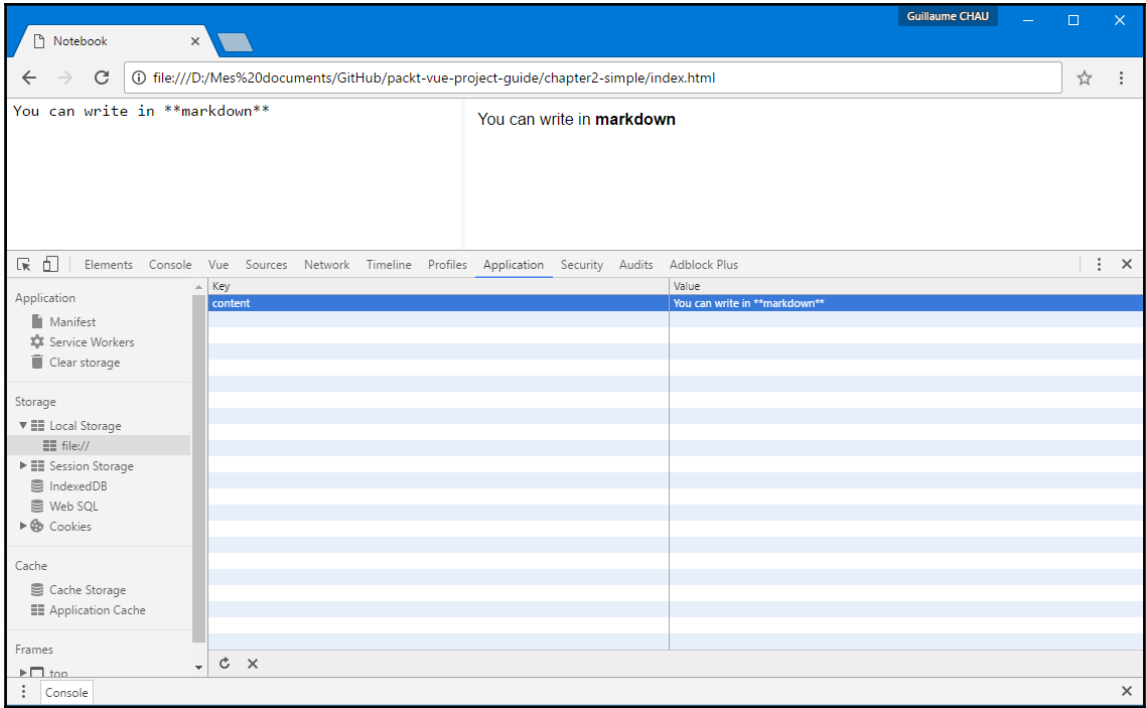 Guillaume CHAU
Notebook
file:///D:/Mes%20documents/GitHub/packt-vue-project-guide/chapter2-simple/index.html
You can write in **markdown**
You can write in markdown
Elements Console Vue Sources Network Timeline Profiles Application Security Audits Adblock Plus
Application
Manifest
Service Workers
Clear storage
Storage
Local Storage
file://
Session Storage
IndexedDB
Web SQL
Cookies
Cache
Cache Storage
Application Cache
Frames
top
Key Value
content You can write in **markdown**
Console